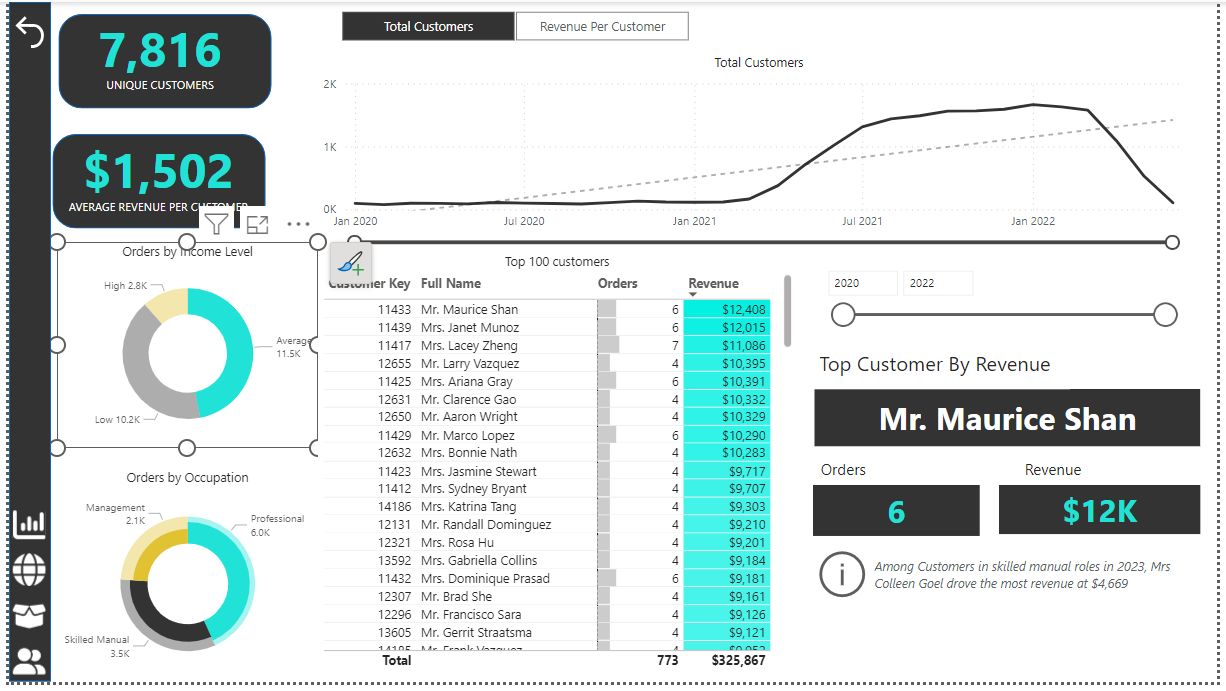 7,816
UNIQUE CUSTOMERS
$1,502
AVERAGE REVENUE PER CUSTOMER
Total Customers
Revenue Per Customer
Total Customers
2K
1K
0K
Jan 2020 Jul 2020 Jan 2021 Jul 2021 Jan 2022
Orders by Income Level
High 2.8K
Average
11.5K
Low 10.2K
Orders by Occupation
Management
2.1K
Professional
6.0K
Skilled Manual
3.5K
Top 100 customers
Customer Key Full Name Orders Revenue
11433 Mr. Maurice Shan 6 $12,408
11439 Mrs. Janet Munoz 6 $12,015
11417 Mrs. Lacey Zheng 7 $11,086
12655 Mr. Larry Vazquez 4 $10,395
11425 Mrs. Ariana Gray 6 $10,391
12631 Mr. Clarence Gao 4 $10,332
12650 Mr. Aaron Wright 4 $10,329
11429 Mr. Marco Lopez 6 $10,290
12632 Mrs. Bonnie Nath 4 $10,283
11423 Mrs. Jasmine Stewart 4 $9,717
11412 Mrs. Sydney Bryant 4 $9,707
14186 Mrs. Katrina Tang 4 $9,303
12131 Mr. Randall Dominguez 4 $9,210
12321 Mrs. Rosa Hu 4 $9,201
13592 Mrs. Gabriella Collins 4 $9,184
11432 Mrs. Dominique Prasad 6 $9,181
12307 Mr. Brad She 4 $9,161
12296 Mr. Francisco Sara 4 $9,126
13605 Mr. Gerrit Straatsma 4 $9,121
Mr. Frank Vazquez 4
Total 773 $325,867
2020 2022
Top Customer By Revenue
Mr. Maurice Shan
Orders Revenue
6 $12K
Among Customers in skilled manual roles in 2023, Mrs
Colleen Goel drove the most revenue at $4,669